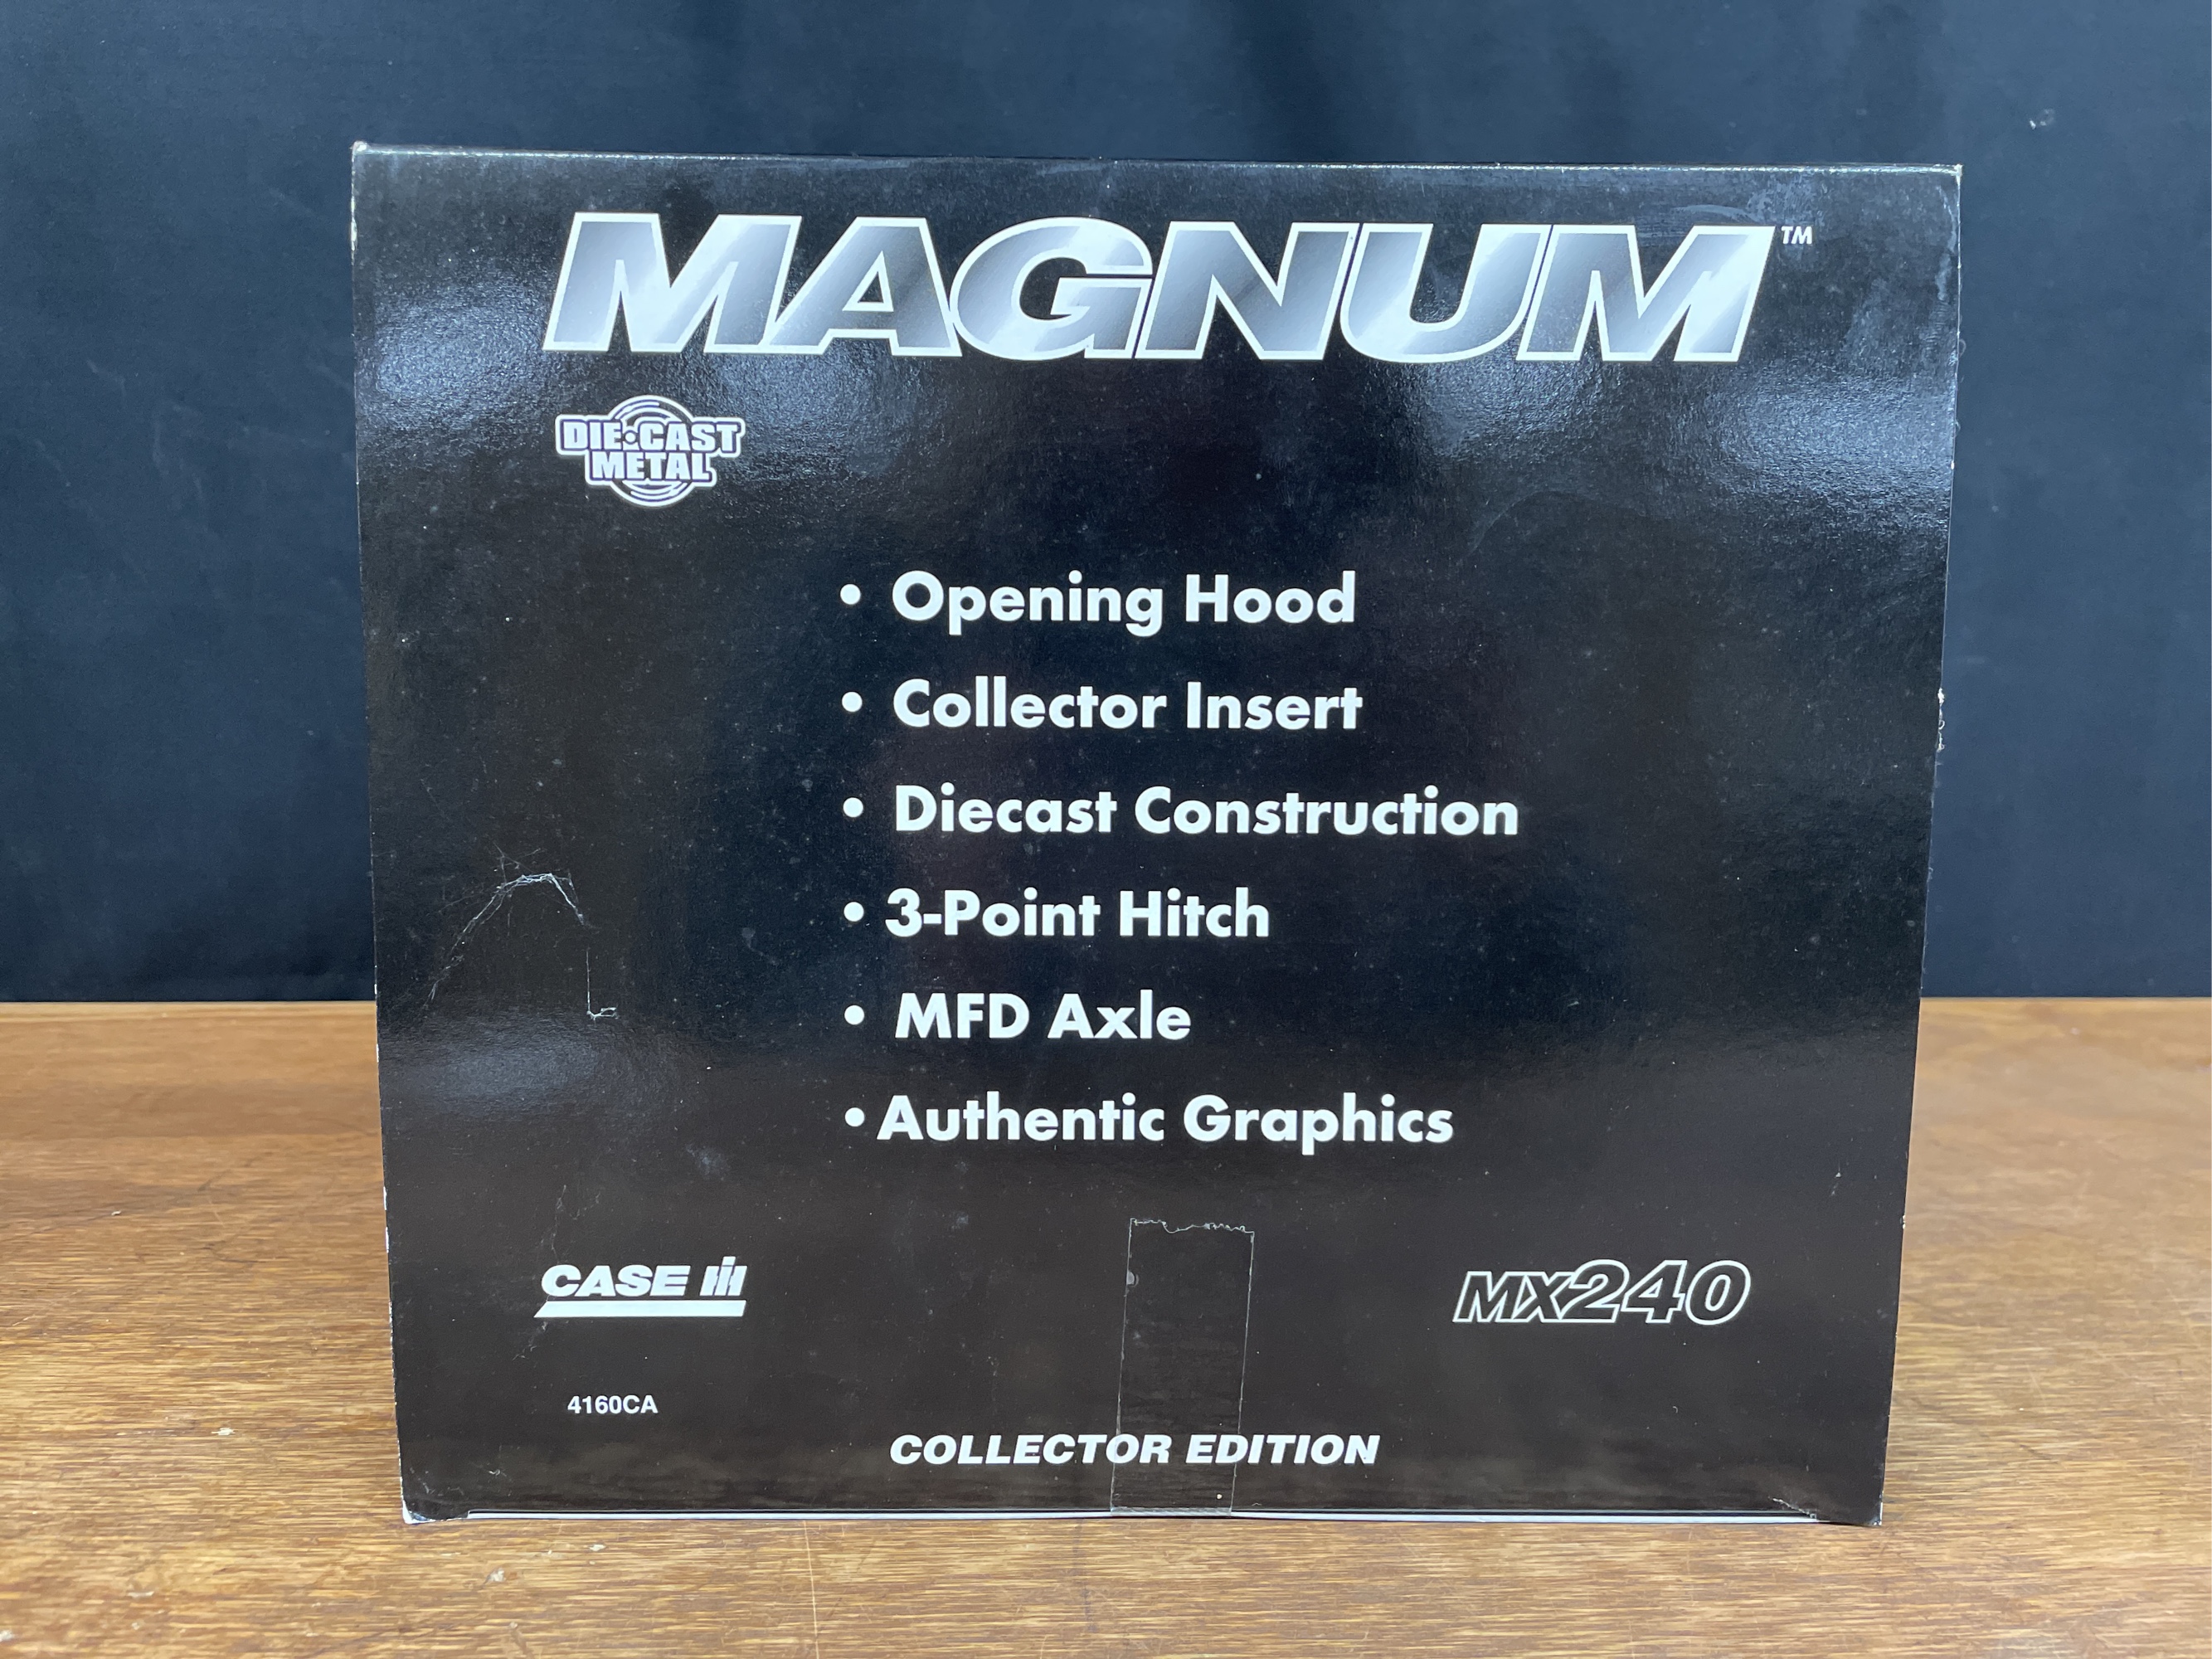 MAGNUM™
DIE-CAST
METAL
• Opening Hood
• Collector Insert
• Diecast Construction
• 3-Point Hitch
• MFD Axle
• Authentic Graphics
CASE IH
MX240
4160CA
COLLECTOR EDITION